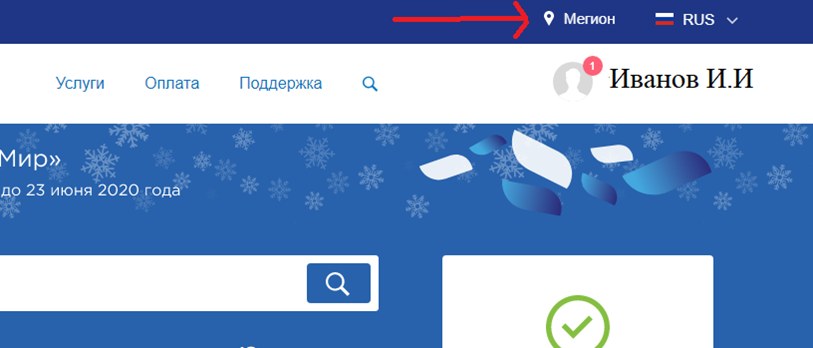 Мегион RUS
Услуги Оплата Поддержка 1 Иванов И.И
Мир»
до 23 июня 2020 года